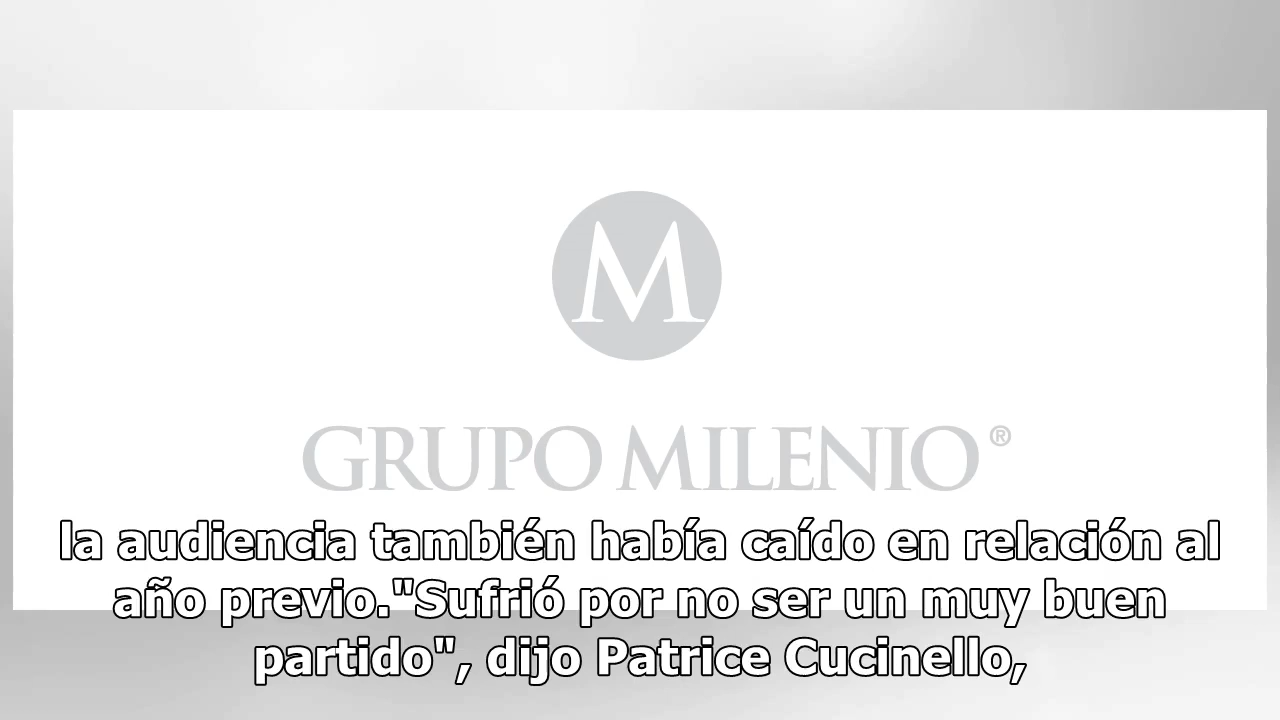 M
GRUPO MILENIO®
la audiencia también había caído en relación al
año previo."Sufrió por no ser un muy buen
partido", dijo Patrice Cucinello,